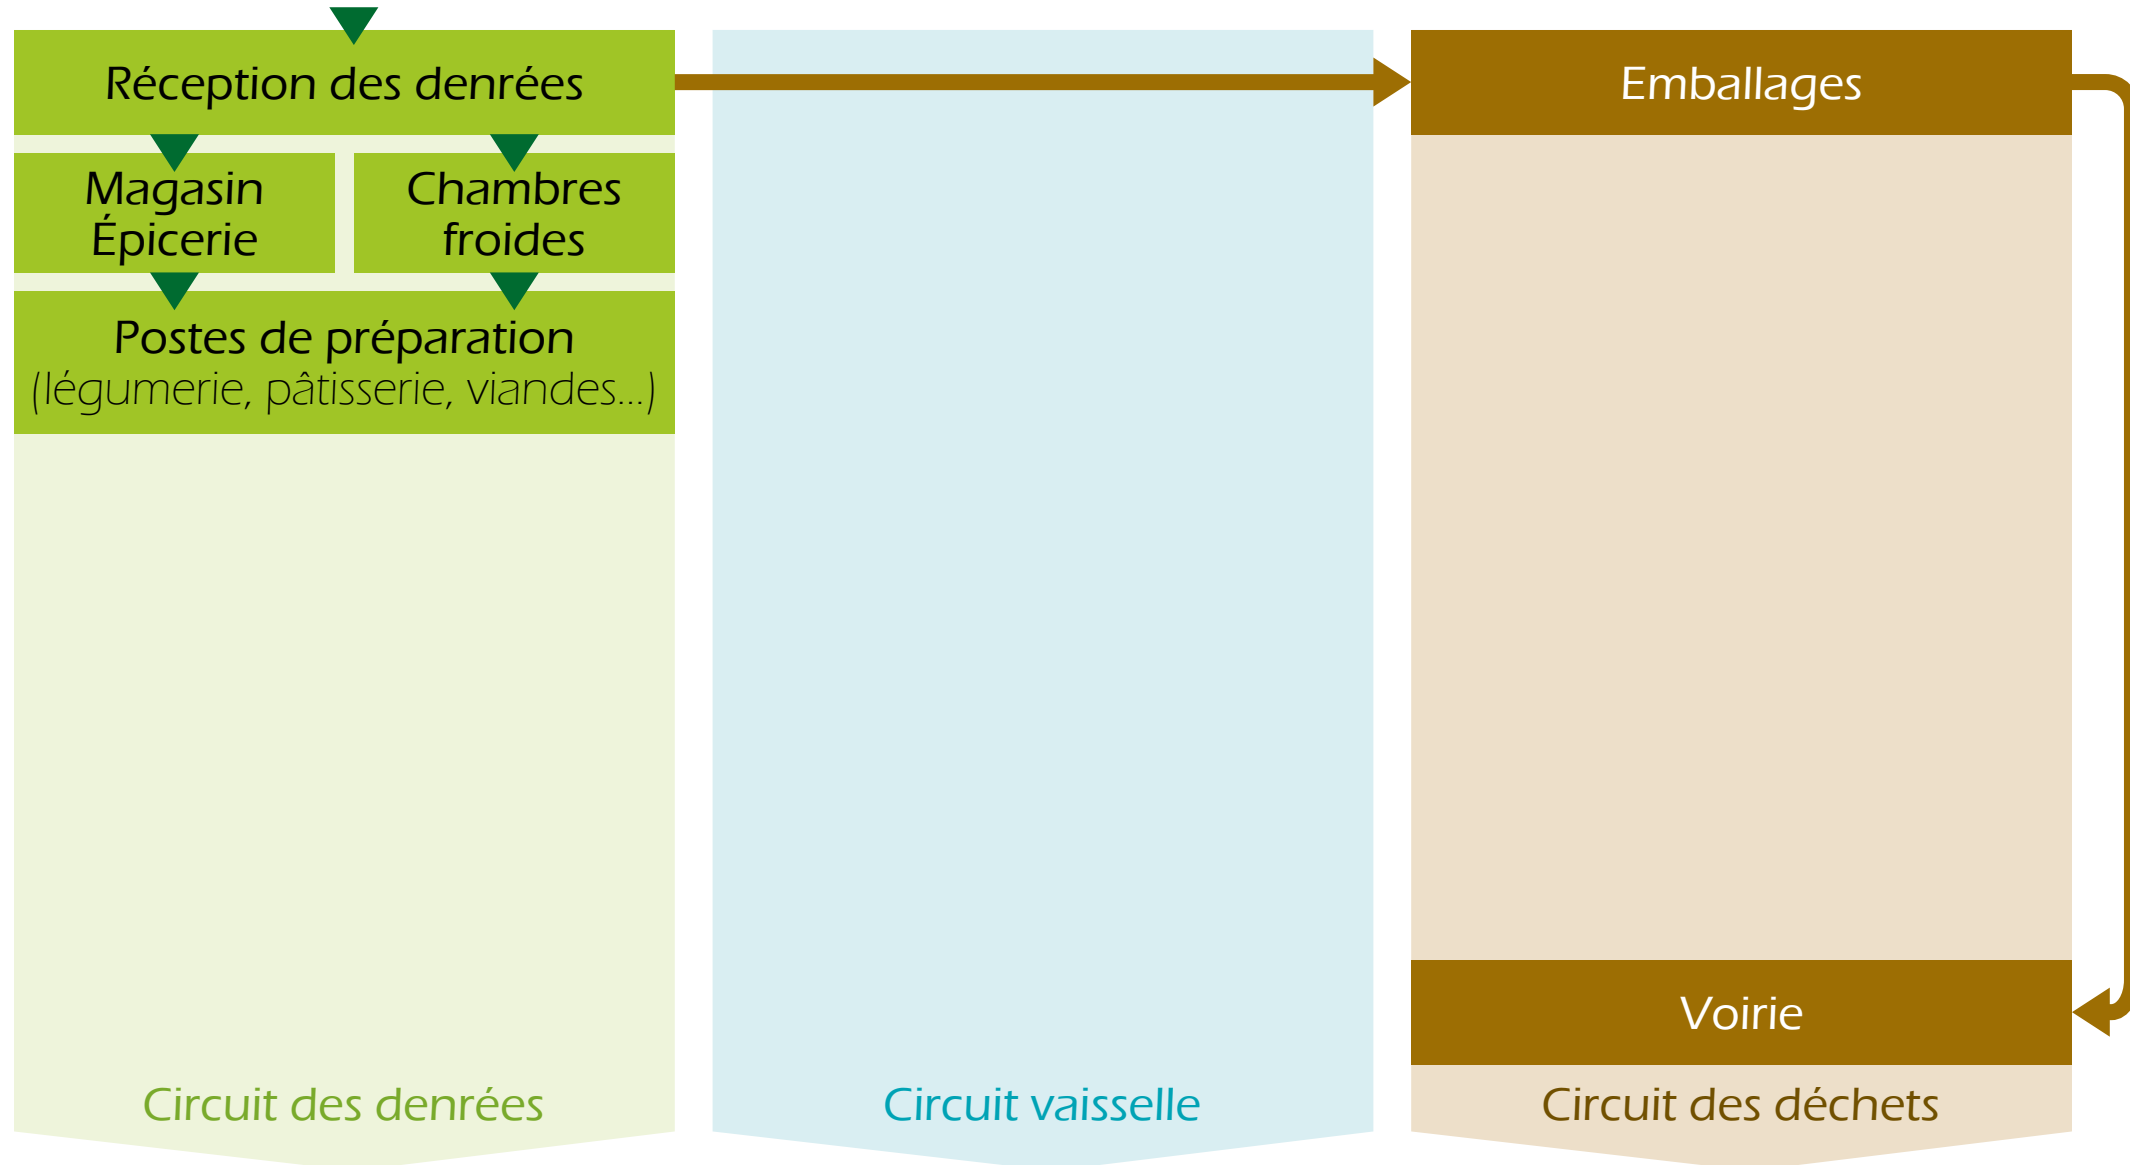 Réception des denrées
Emballages
Magasin
Épicerie
Chambres
froides
Postes de préparation
(légumerie, pâtisserie, viandes...)
Voirie
Circuit des denrées
Circuit vaisselle
Circuit des déchets